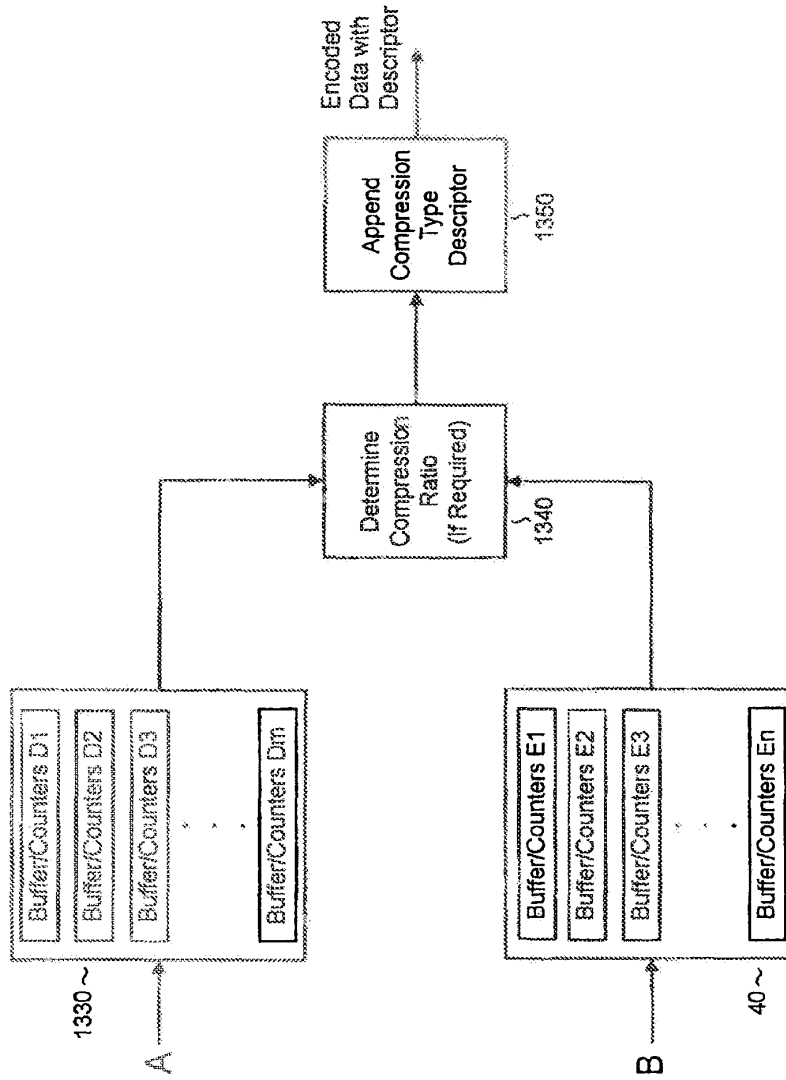 A
1330
Buffer/Counters D1
Buffer/Counters D2
Buffer/Counters D3
Buffer/Counters Dm
B
40
Buffer/Counters E1
Buffer/Counters E2
Buffer/Counters E3
Buffer/Counters En
Determine
Compression
Ratio
(If Required)
1340
Append
Compression
Type
Descriptor
1350
Encoded
Data with
Descriptor